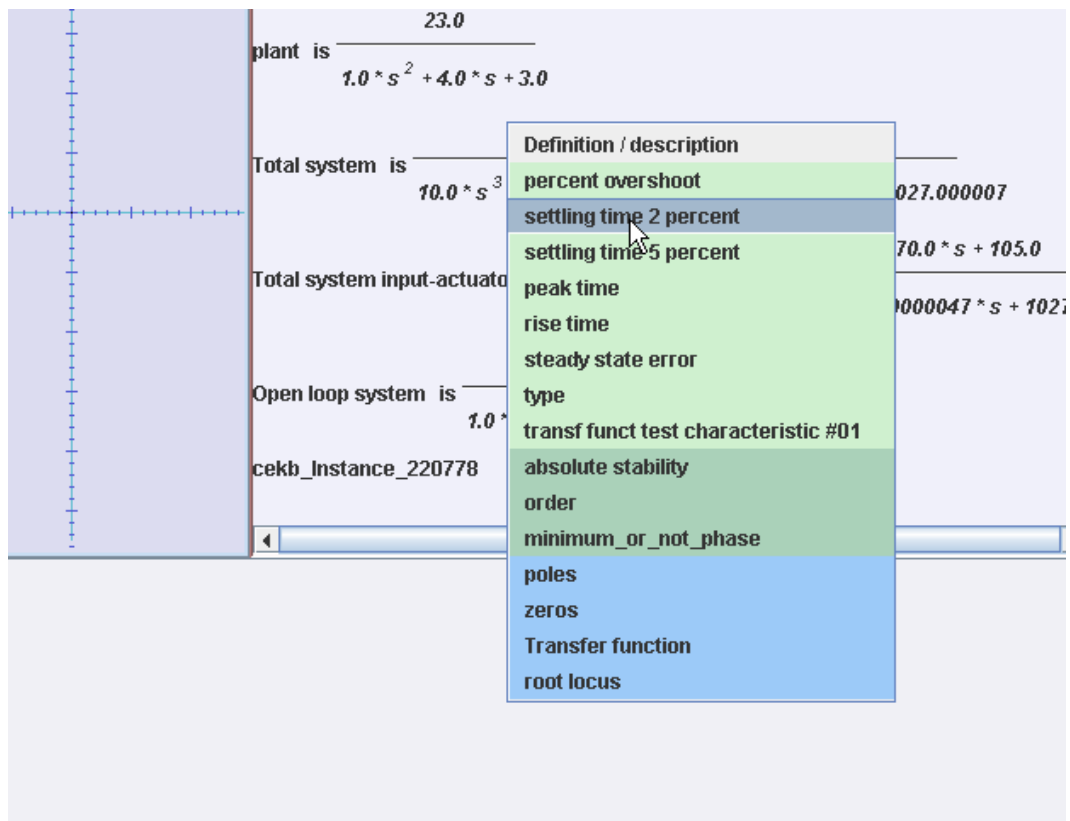 23.0
plant is
1.0 * s 2 + 4.0 * s + 3.0
Definition / description
Total system is
percent overshoot
10.0 * s 3
027.000007
settling time 2 percent
settling time 5 percent
70.0 * s + 105.0
Total system input-actuato
peak time
0000047 * s + 1027
rise time
steady state error
Open loop system is
type
1.0 *
transf funct test characteristic #01
cekb_Instance_220778
absolute stability
order
minimum_or_not_phase
poles
zeros
Transfer function
root locus